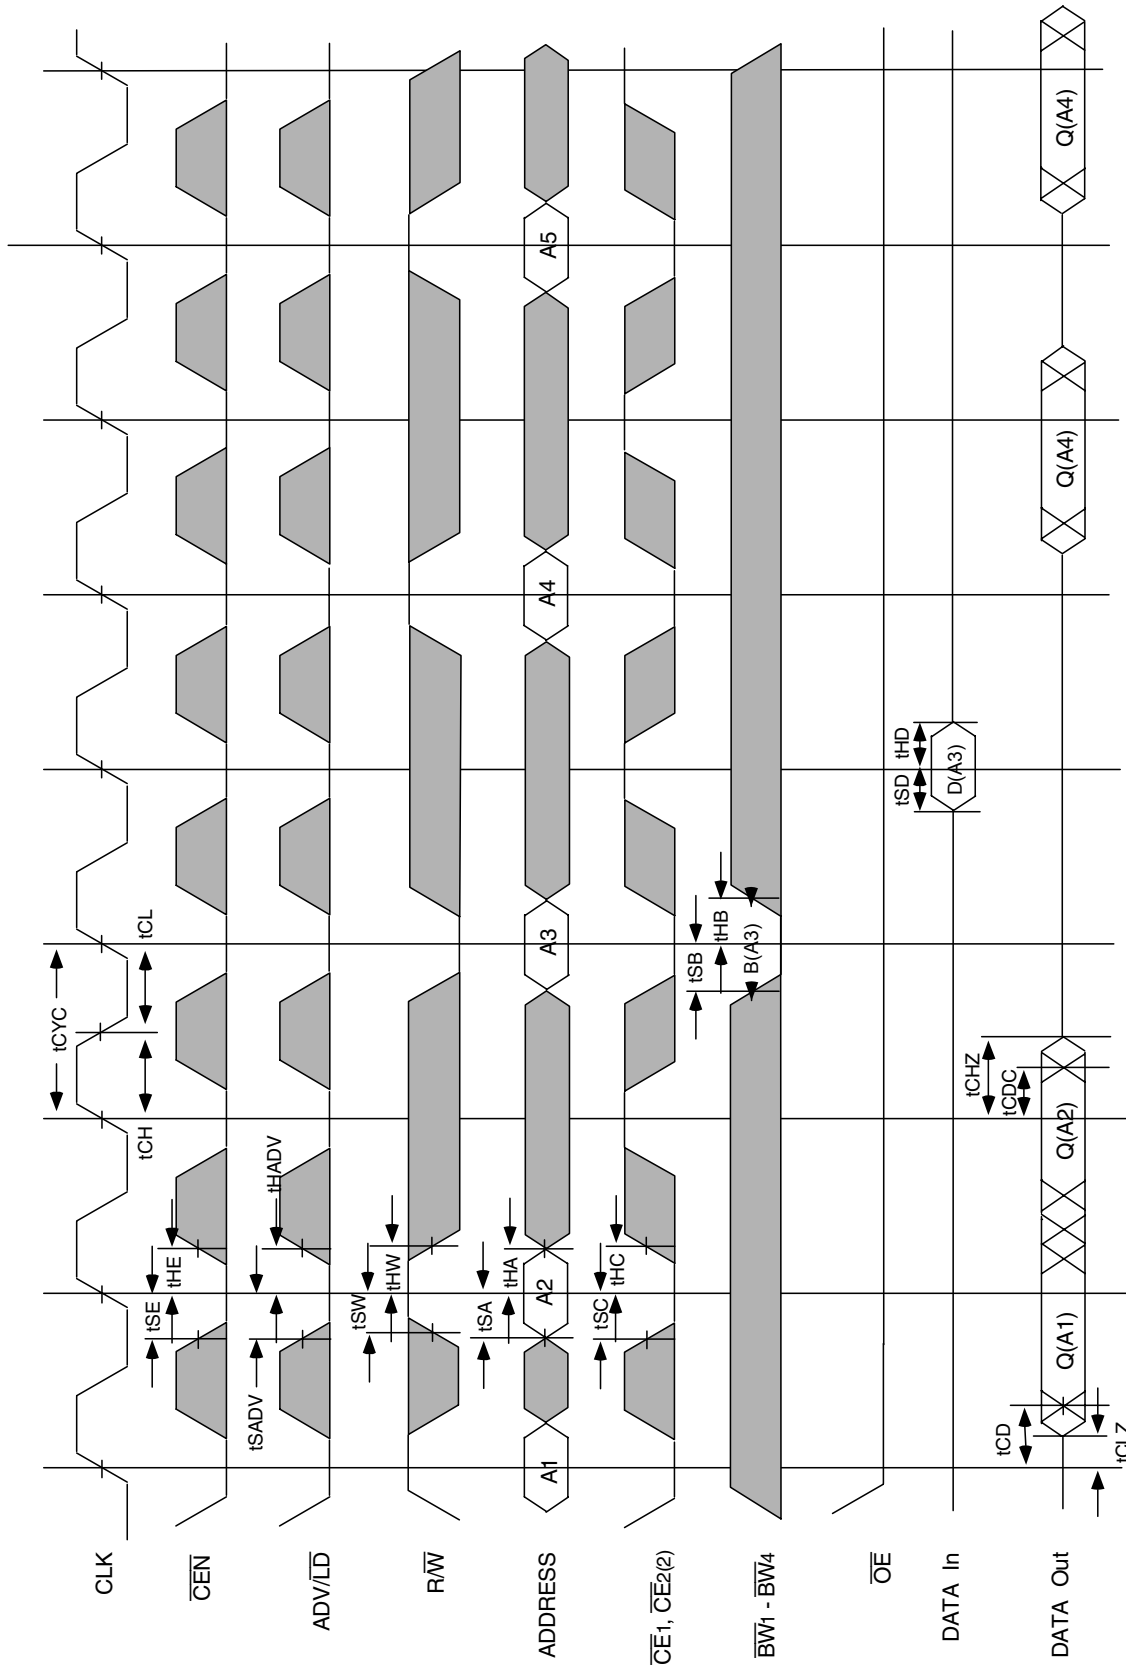 tCYC
tCH
tCL
CLK
tSE
tHE
CEN
tSADV
tHADV
ADV/LD
tSW
tHW
R/W
tSA
tHA
A1
A2
A3
A4
A5
ADDRESS
tSC
tHC
CE1, CE2(2)
tSB
tHB
B(A3)
BW1 - BW4
OE
tSD
tHD
D(A3)
DATA In
tCHZ
tCDC
tCD
tCLZ
Q(A1)
Q(A2)
Q(A4)
Q(A4)
DATA Out